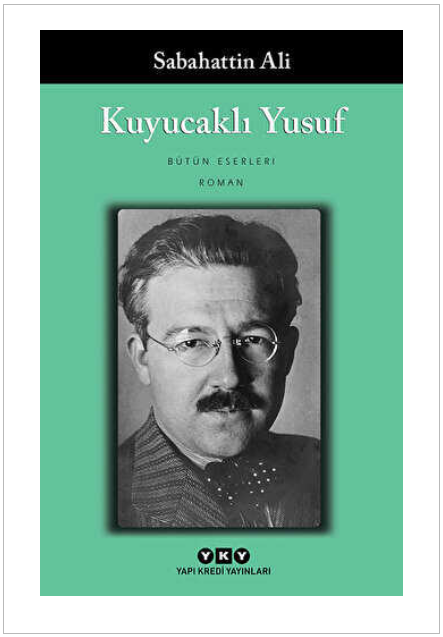 Sabahattin Ali
Kuyucaklı Yusuf
BÜTÜN ESERLERİ
ROMAN
YKY
YAPI KREDİ YAYINLARI